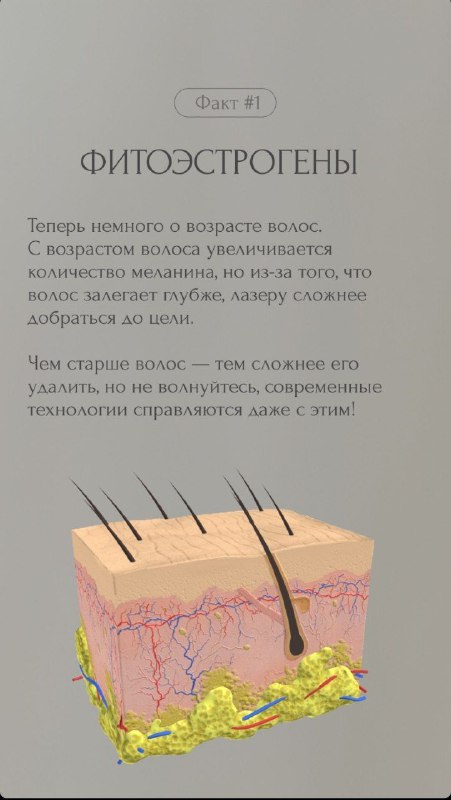 Факт #1
ФИТОЭСТРОГЕНЫ
Теперь немного о возрасте волос.
С возрастом волоса увеличивается
количество меланина, но из-за того, что
волос залегает глубже, лазеру сложнее
добраться до цели.
Чем старше волос — тем сложнее его
удалить, но не волнуйтесь, современные
технологии справляются даже с этим!